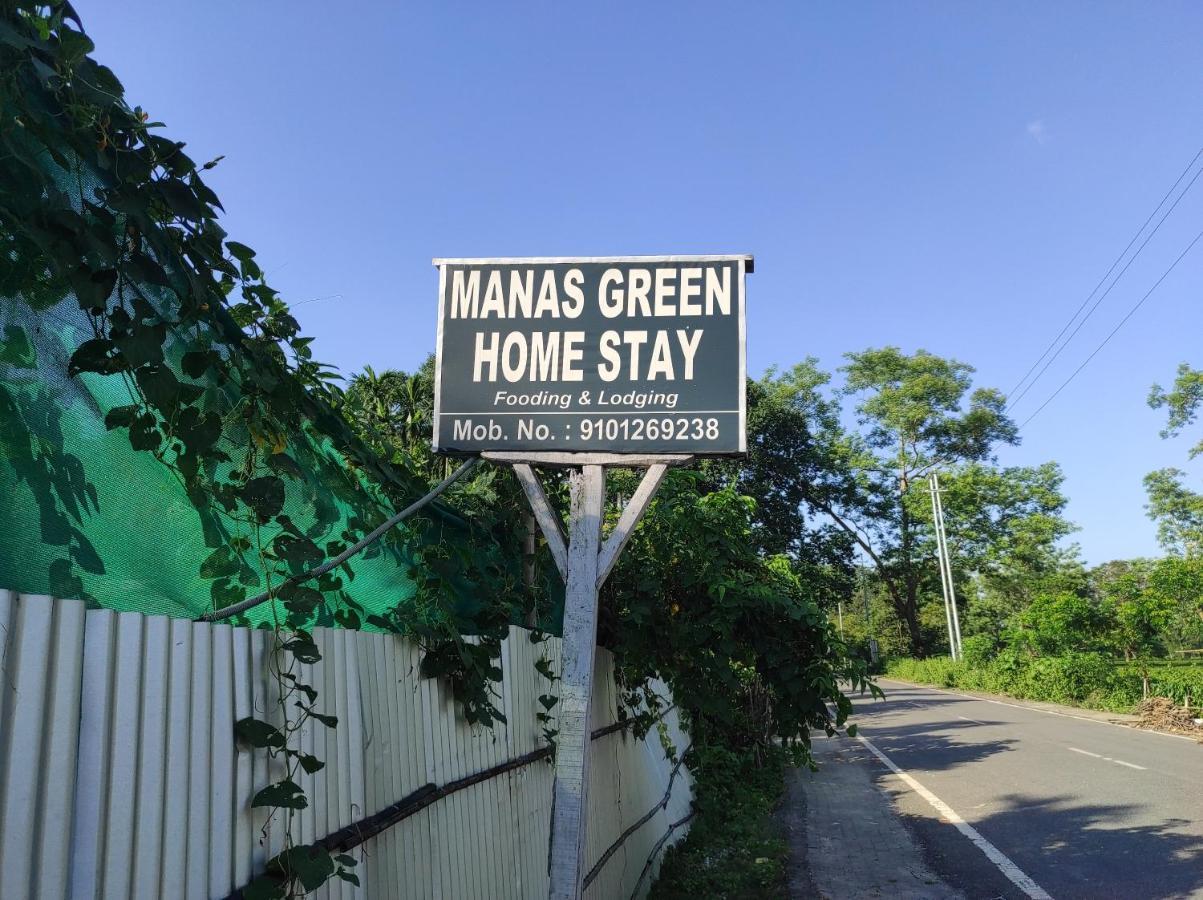 MANAS GREEN
HOME STAY
Fooding & Lodging
Mob. No. : 9101269238